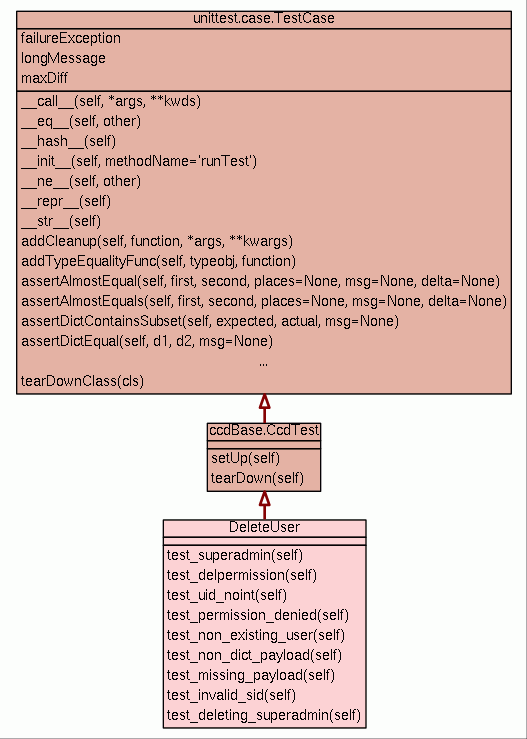 unittest.case.TestCase
failureException
longMessage
maxDiff
__call__(self, *args, **kwds)
__eq__(self, other)
__hash__(self)
__init__(self, methodName='runTest')
__ne__(self, other)
__repr__(self)
__str__(self)
addCleanup(self, function, *args, **kwargs)
addTypeEqualityFunc(self, typeobj, function)
assertAlmostEqual(self, first, second, places=None, msg=None, delta=None)
assertAlmostEquals(self, first, second, places=None, msg=None, delta=None)
assertDictContainsSubset(self, expected, actual, msg=None)
assertDictEqual(self, d1, d2, msg=None)
...
tearDownClass(cls)
ccdBase.CcdTest
setUp(self)
tearDown(self)
DeleteUser
test_superadmin(self)
test_delpermission(self)
test_uid_noint(self)
test_permission_denied(self)
test_non_existing_user(self)
test_non_dict_payload(self)
test_missing_payload(self)
test_invalid_sid(self)
test_deleting_superadmin(self)